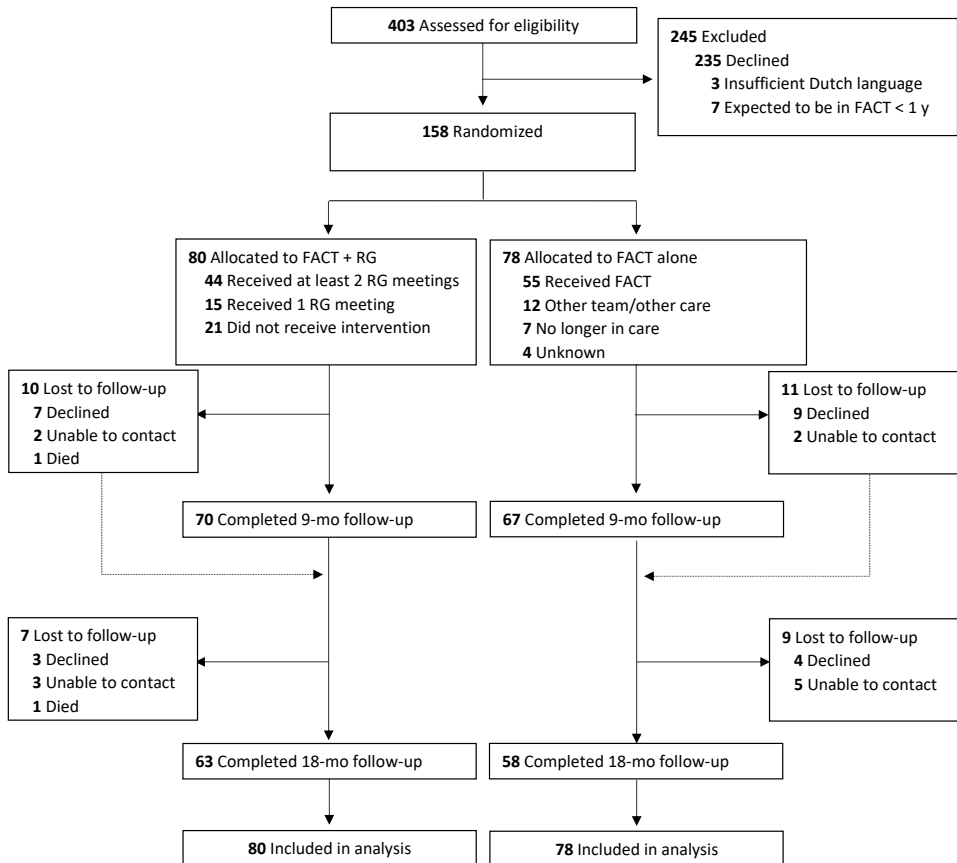 403 Assessed for eligibility
245 Excluded
235 Declined
3 Insufficient Dutch language
7 Expected to be in FACT < 1 y
158 Randomized
80 Allocated to FACT + RG
44 Received at least 2 RG meetings
15 Received 1 RG meeting
21 Did not receive intervention
78 Allocated to FACT alone
55 Received FACT
12 Other team/other care
7 No longer in care
4 Unknown
10 Lost to follow-up
7 Declined
2 Unable to contact
1 Died
11 Lost to follow-up
9 Declined
2 Unable to contact
70 Completed 9-mo follow-up
67 Completed 9-mo follow-up
7 Lost to follow-up
3 Declined
3 Unable to contact
1 Died
9 Lost to follow-up
4 Declined
5 Unable to contact
63 Completed 18-mo follow-up
58 Completed 18-mo follow-up
80 Included in analysis
78 Included in analysis